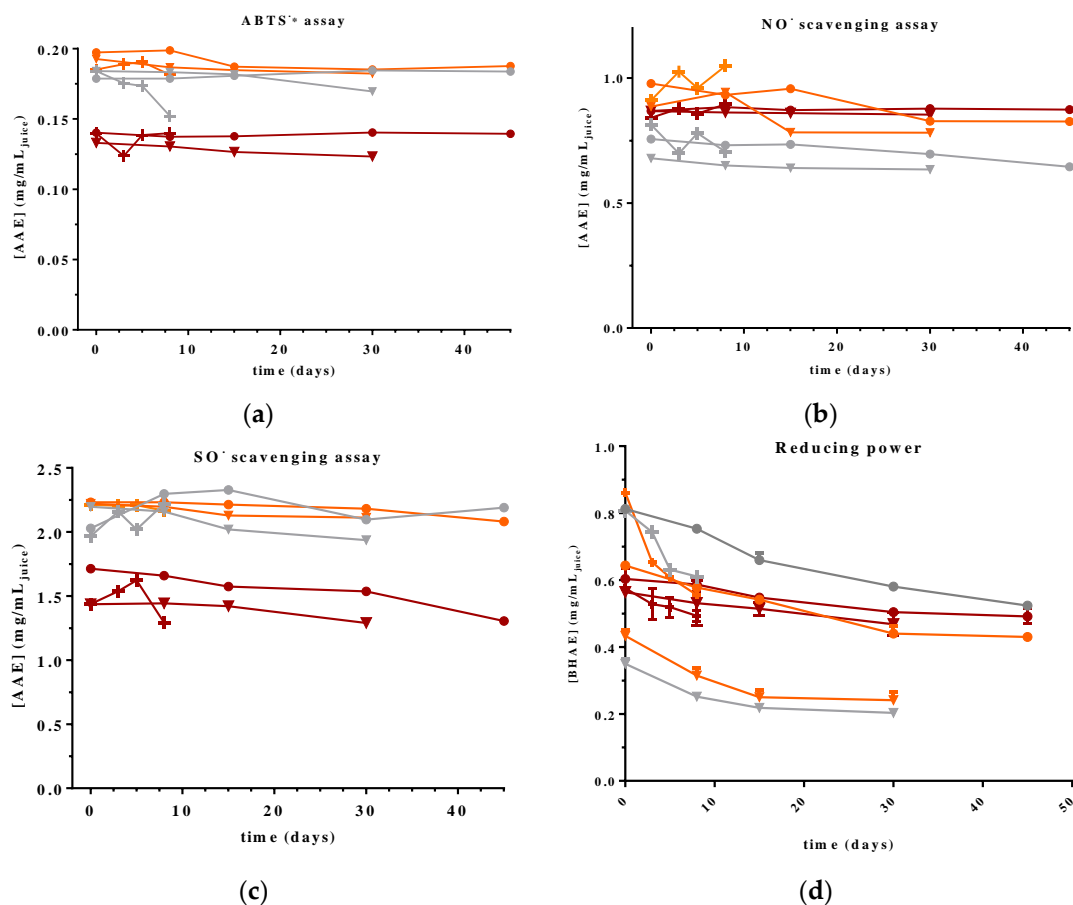 ABTS˙* assay
[AAE] (mg/mL juice)
0.20
0.15
0.10
0.05
0.00
0 10 20 30 40
time (days)
(a)
NO˙ scavenging assay
[AAE] (mg/mL juice)
1.0
0.5
0.0
0 10 20 30 40
time (days)
(b)
SO˙ scavenging assay
[AAE] (mg/mL juice)
2.5
2.0
1.5
1.0
0.5
0.0
0 10 20 30 40
time (days)
(c)
Reducing power
[BHAE] (mg/mL juice)
1.0
0.8
0.6
0.4
0.2
0.0
0 10 20 30 40 50
time (days)
(d)